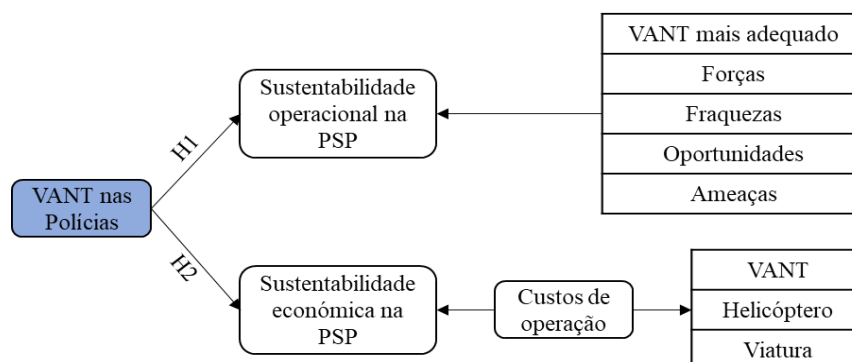 VANT nas
Polícias
H1
H2
Sustentabilidade
operacional na
PSP
VANT mais adequado
Forças
Fraquezas
Oportunidades
Ameaças
Sustentabilidade
económica na
PSP
Custos de
operação
VANT
Helicóptero
Viatura